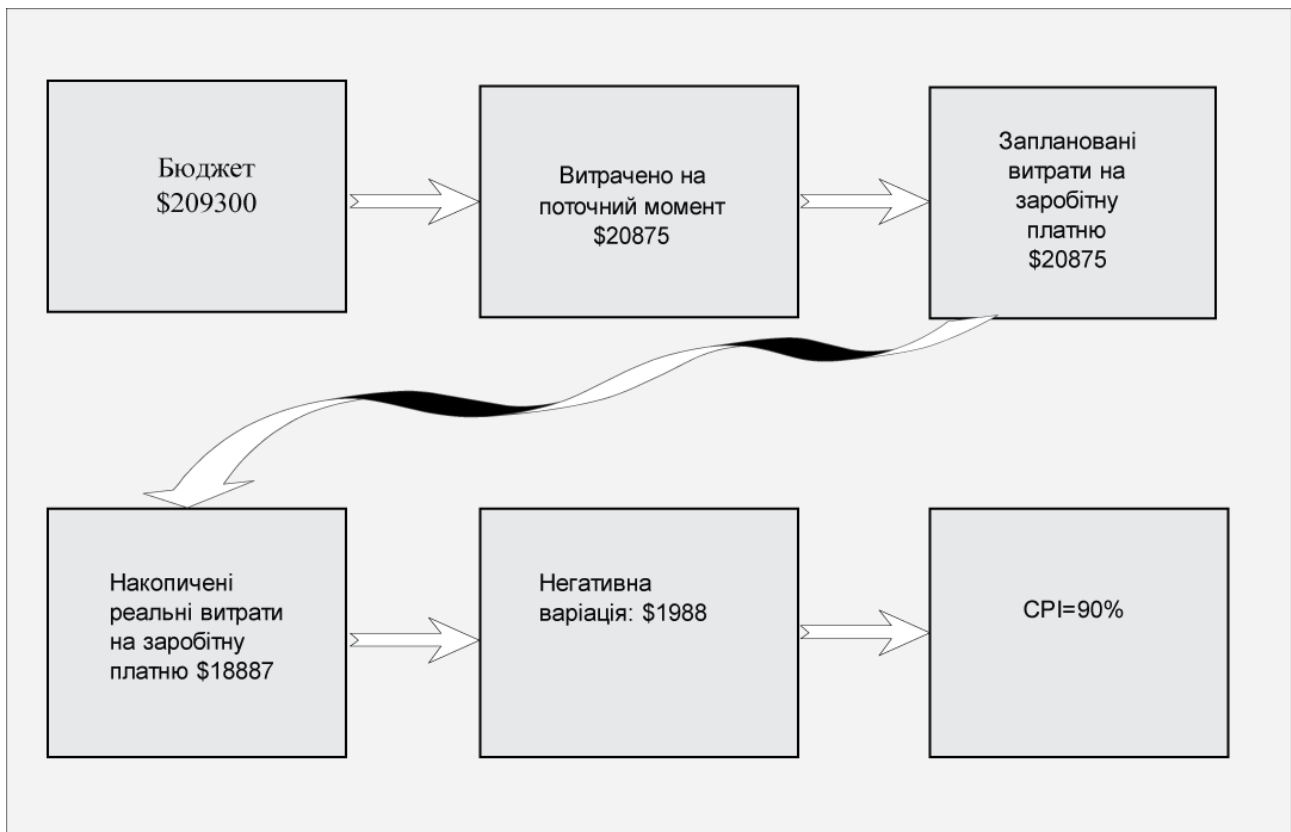 Бюджет
$209300
Витрачено на
поточний момент
$20875
Заплановані
витрати на
заробітну
платню
$20875
Накопичені
реальні витрати
на заробітну
платню $18887
Негативна
варіація: $1988
CPI=90%